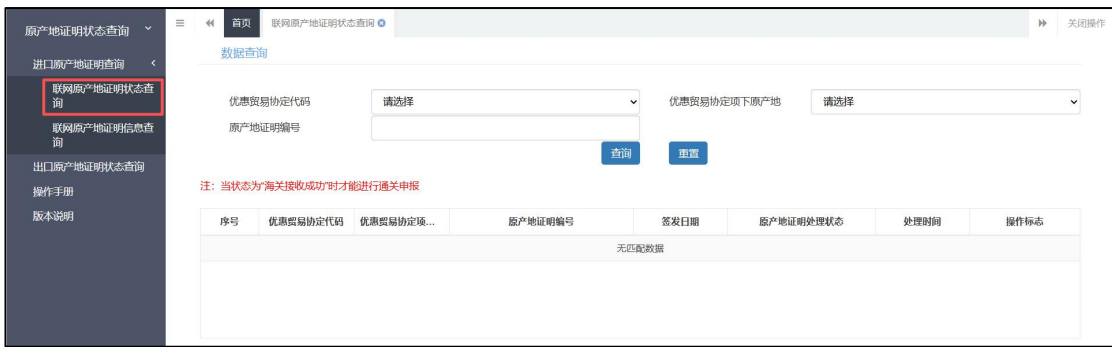 原产地证明状态查询
进口原产地证明查询
联网原产地证明状态查
询
联网原产地证明信息查
询
出口原产地证明状态查询
操作手册
版本说明
首页 联网原产地证明状态查询 关闭操作
数据查询
优惠贸易协定代码 请选择 优惠贸易协定项下原产地 请选择
原产地证明编号
查询 重置
注：当状态为“海关接收成功”时才能进行通关申报
序号 优惠贸易协定代码 优惠贸易协定项... 原产地证明编号 签发日期 原产地证明处理状态 处理时间 操作标志
无匹配数据